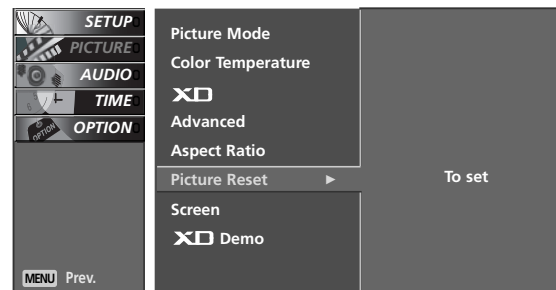 SETUP
PICTURE
AUDIO
TIME
OPTION
MENU Prev.
Picture Mode
Color Temperature
XD
Advanced
Aspect Ratio
Picture Reset ►
Screen
XD Demo
To set